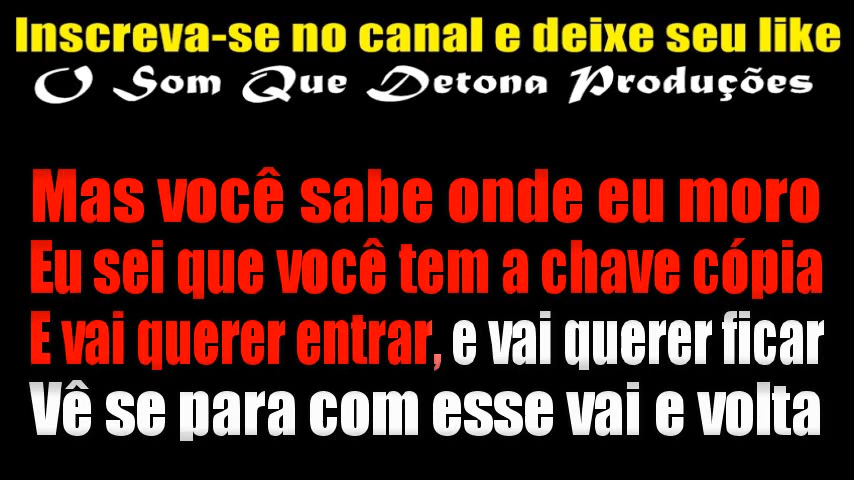 Inscreva-se no canal e deixe seu like
O Som Que Detona Produções
Mas você sabe onde eu moro
Eu sei que você tem a chave cópia
E vai querer entrar, e vai querer ficar
Vê se para com esse vai e volta